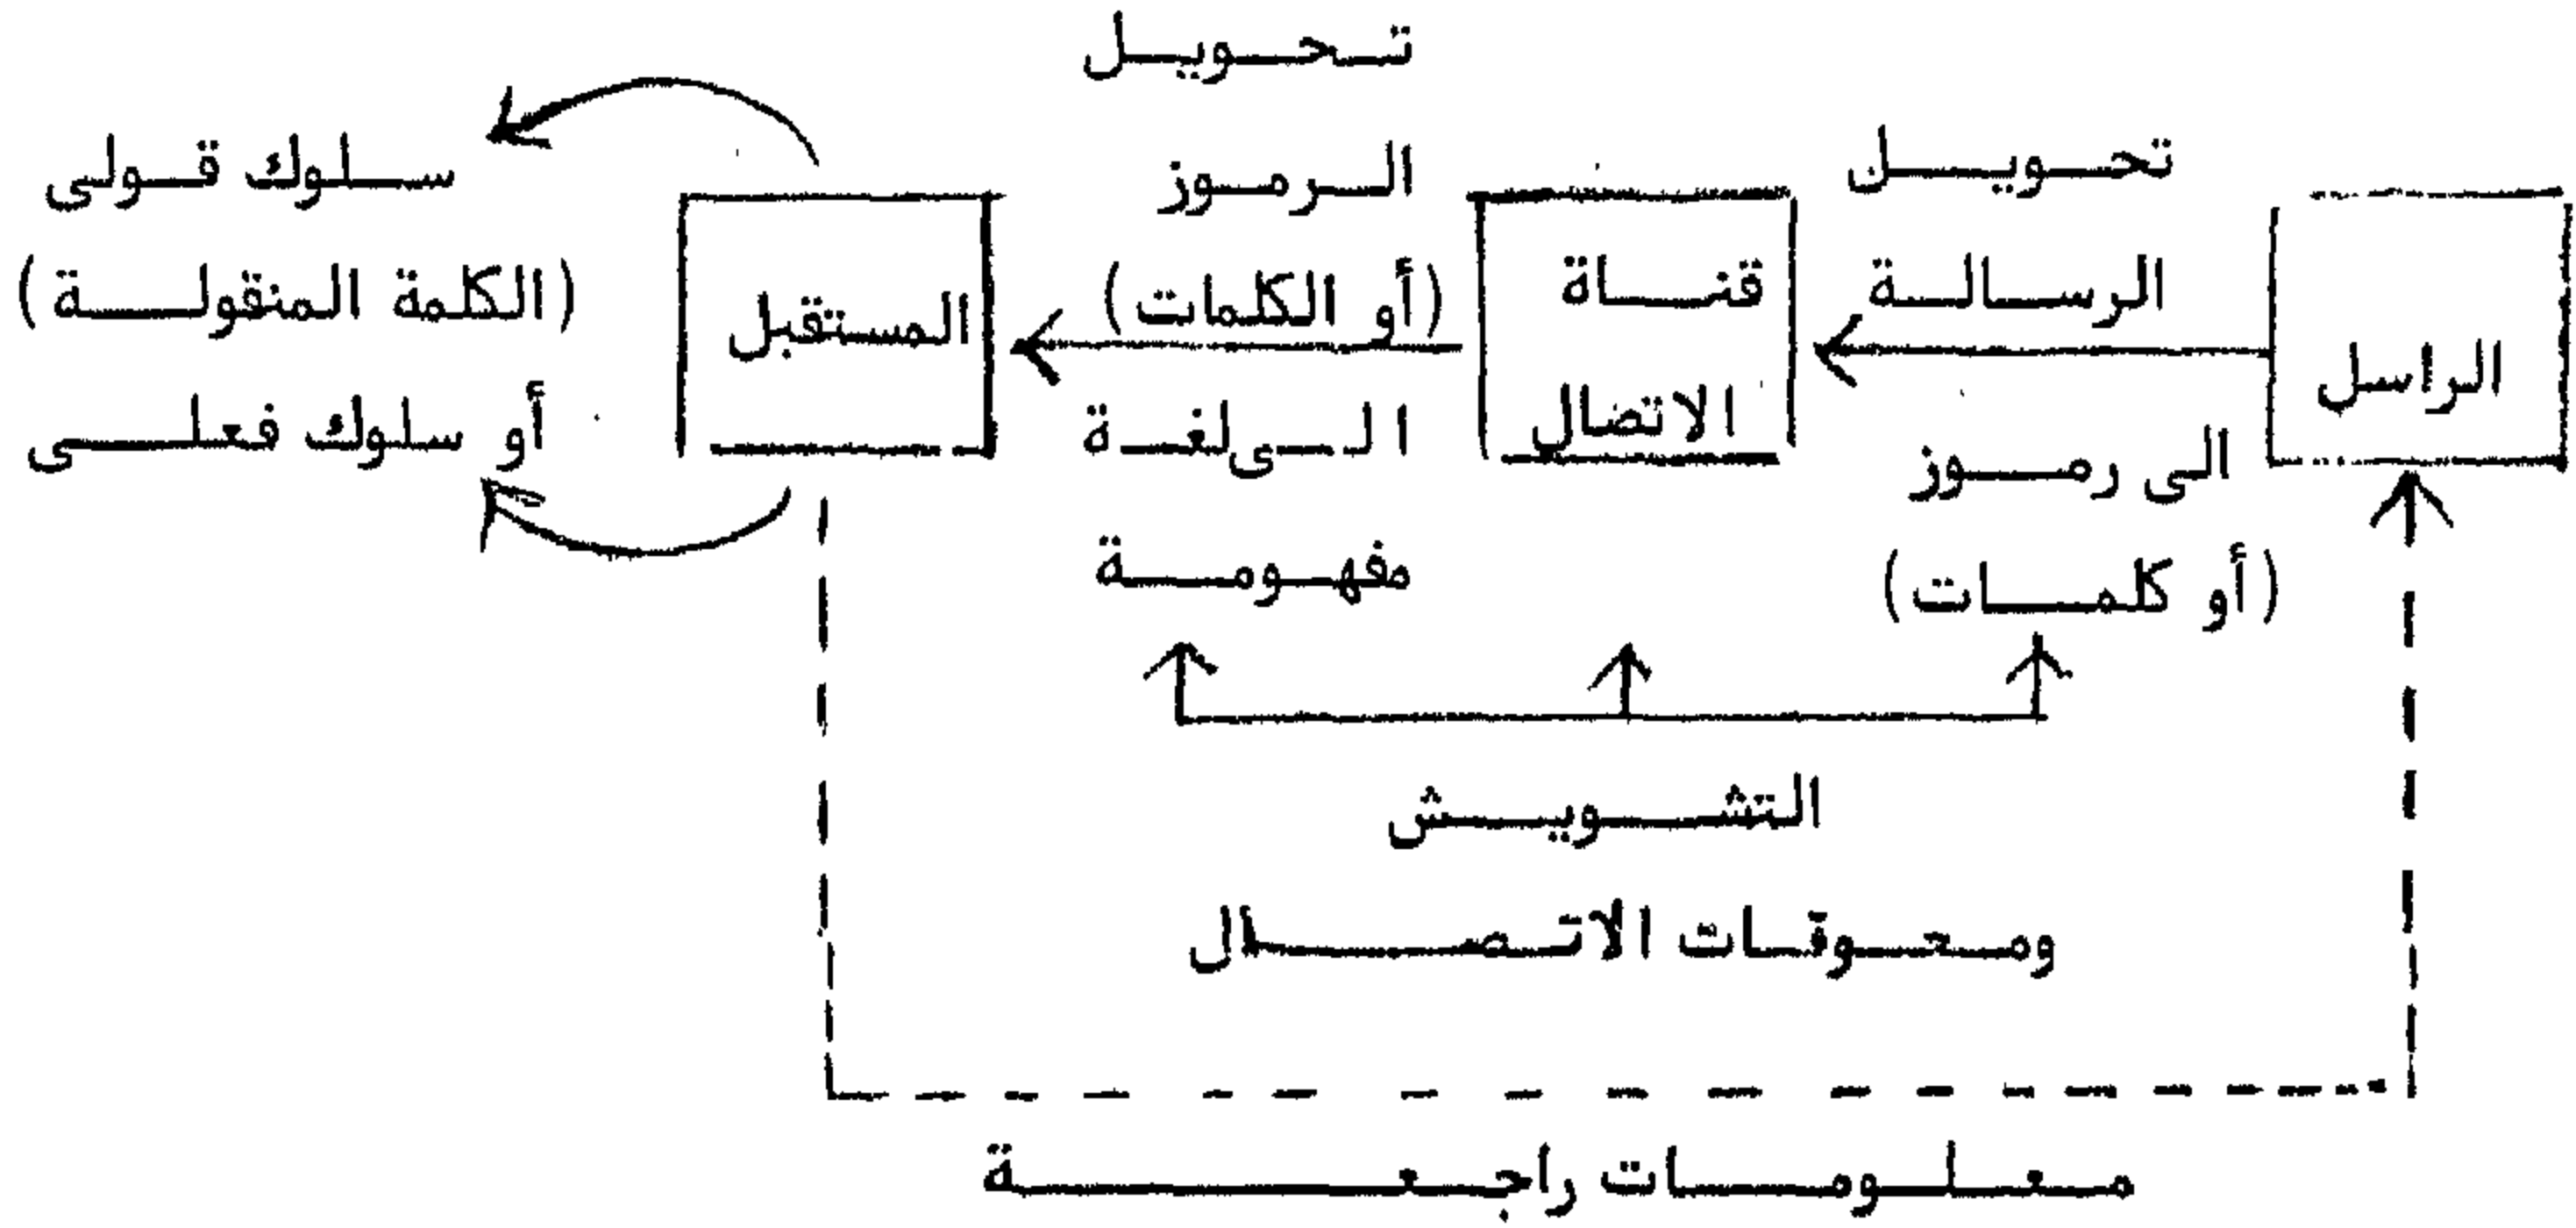 الراسل
تحويل
الرسالة
الى رموز
(أو كلمات)
قناة
الاتضال
تحويل
الرموز
(أو الكلمات)
الى لغة
مفهومة
المستقبل
سلوك قولى
(الكلمة المنقولة)
أو سلوك فعلى
التشويش
ومعوقات الاتصال
معلومات راجعة